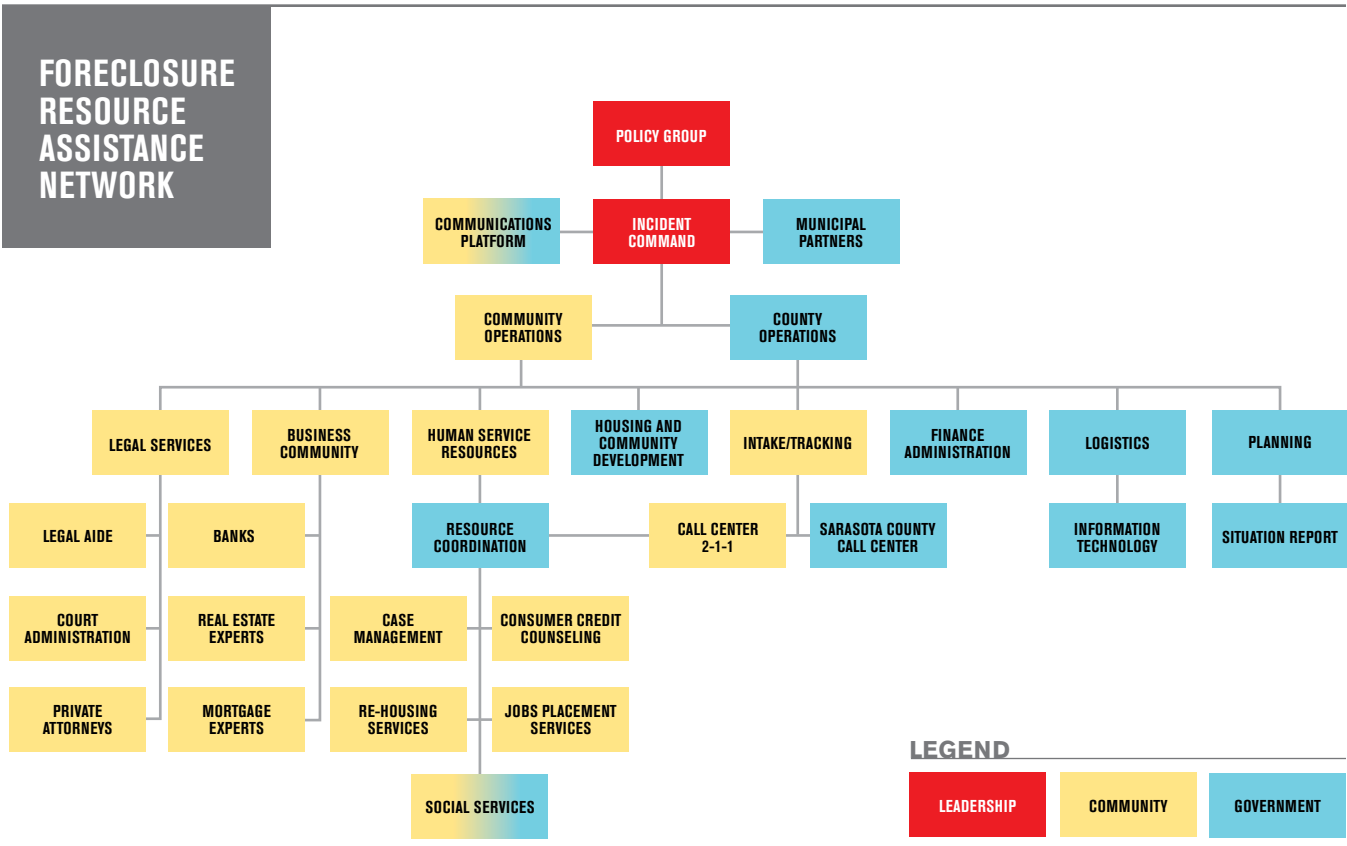 FORECLOSURE
RESOURCE
ASSISTANCE
NETWORK
POLICY GROUP
COMMUNICATIONS
PLATFORM
INCIDENT
COMMAND
MUNICIPAL
PARTNERS
COMMUNITY
OPERATIONS
COUNTY
OPERATIONS
LEGAL SERVICES
BUSINESS
COMMUNITY
HUMAN SERVICE
RESOURCES
HOUSING AND
COMMUNITY
DEVELOPMENT
INTAKE/TRACKING
FINANCE
ADMINISTRATION
LOGISTICS
PLANNING
LEGAL AIDE
BANKS
RESOURCE
COORDINATION
CALL CENTER
2-1-1
SARASOTA COUNTY
CALL CENTER
INFORMATION
TECHNOLOGY
SITUATION REPORT
COURT
ADMINISTRATION
REAL ESTATE
EXPERTS
CASE
MANAGEMENT
CONSUMER CREDIT
COUNSELING
PRIVATE
ATTORNEYS
MORTGAGE
EXPERTS
RE-HOUSING
SERVICES
JOBS PLACEMENT
SERVICES
SOCIAL SERVICES
LEGEND
LEADERSHIP
COMMUNITY
GOVERNMENT